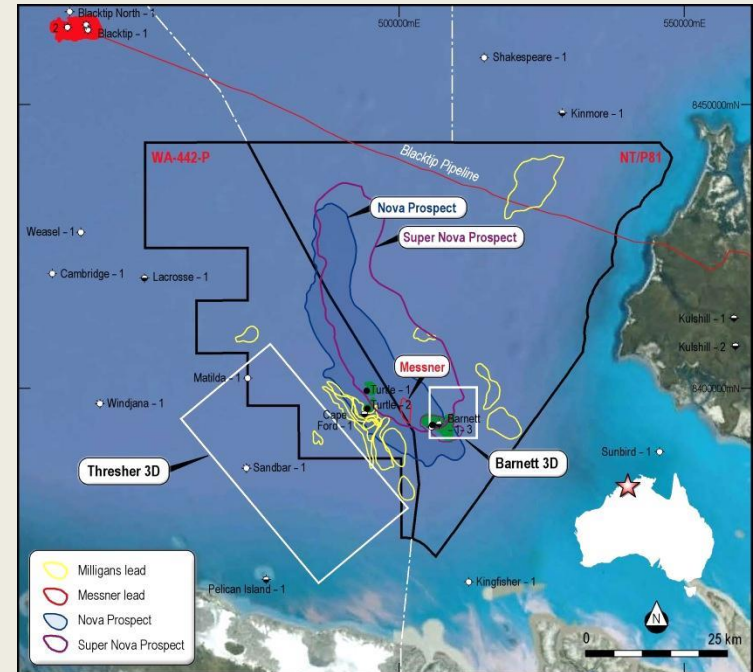 Blacktip North - 1
2
Blacktip - 1
500000mE
550000mE
Shakespeare - 1
Kinmore - 1
8450000mN
WA-442-P
Blacktip Pipeline
NT/P81
Nova Prospect
Super Nova Prospect
Weasel - 1
Cambridge - 1
Lacrosse - 1
Kulshill - 1
Kulshill - 2
Messner
Matilda - 1
Turtle - 1
8400000mN
Windjana - 1
Turtle - 2
Cape
Ford - 1
Barnett
1 - 3
Thresher 3D
Sandbar - 1
Barnett 3D
Sunbird - 1
Milligans lead
Messner lead
Nova Prospect
Super Nova Prospect
Pelican Island - 1
Kingfisher - 1
N
0
25 km